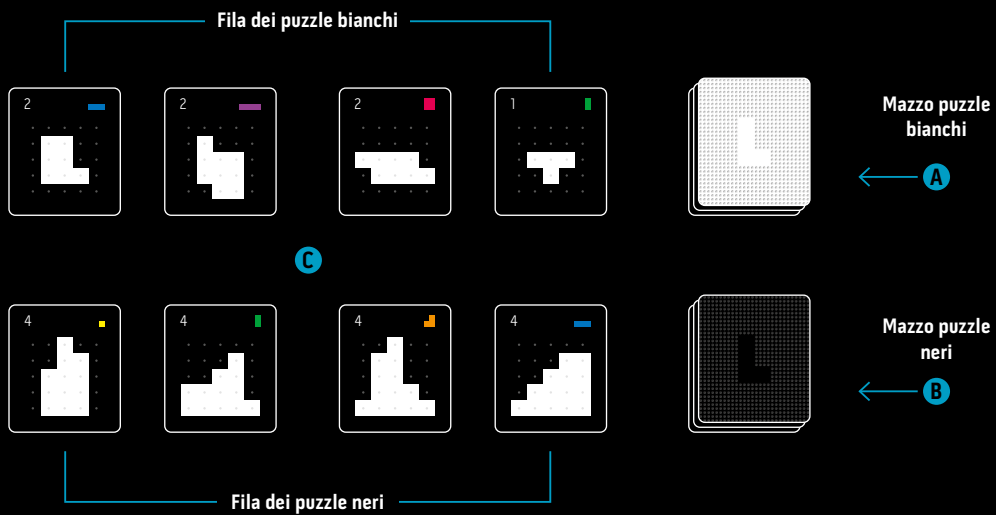 Fila dei puzzle bianchi
2
2
2
1
Mazzo puzzle
bianchi
A
C
4
4
4
4
Mazzo puzzle
neri
B
Fila dei puzzle neri